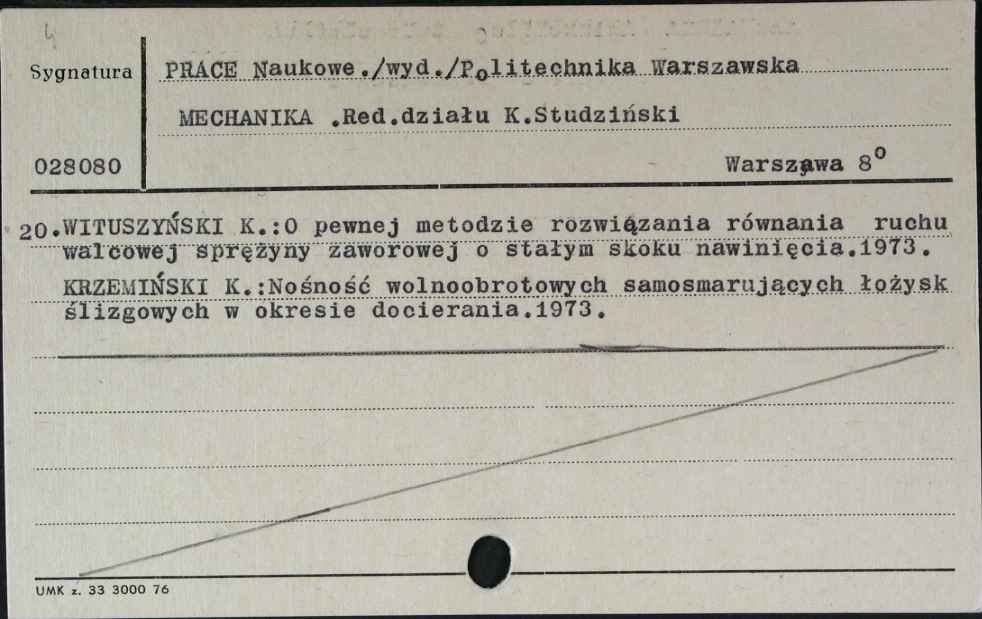 4
Sygnatura
PRACE Naukowe./wyd./Politechnika Warszawska
MECHANIKA .Red.działu K.Studziński
028080
Warszawa 8o
20.WITUSZYŃSKI K.:O pewnej metodzie rozwiązania równania ruchu
walcowej sprężyny zaworowej o stałym skoku nawinięcia.1973.
KRZEMIŃSKI K.:Nośność wolnoobrotowych samosmarujących łożysk
ślizgowych w okresie docierania.1973.
UMK z. 33 3000 76